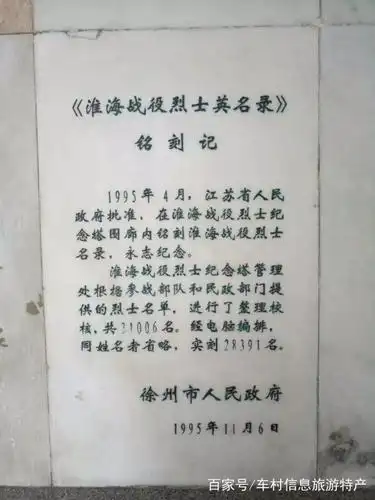 《淮海战役烈士英名录》
铭刻记
1995年4月,江苏省人民
政府批准,在淮海战役烈士纪
念塔图廊内铭刻淮海战役烈士
名录,永志纪念。
淮海战役烈士纪念塔管理
处根据参战部队和民政部门提
供的烈士名单,进行了整理校
核,共31006名。经电脑编排,
同姓名者省略,实刻28391名。
徐州市人民政府
1995年11月6日
百家号/车村信息旅游特产